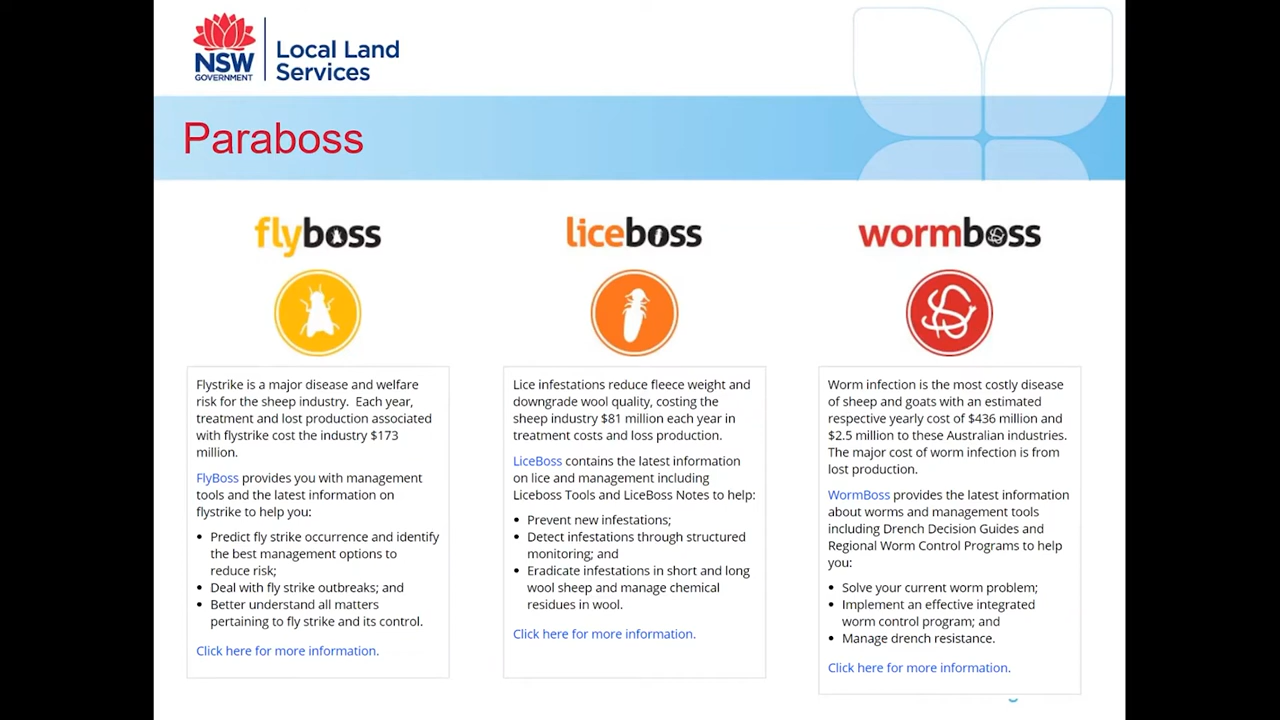 NSW
GOVERNMENT
Local Land
Services
Paraboss
flyboss
liceboss
wormboss
Flystrike is a major disease and welfare
risk for the sheep industry. Each year,
treatment and lost production associated
with flystrike cost the industry $173
million.
FlyBoss provides you with management
tools and the latest information on
flystrike to help you:
• Predict fly strike occurrence and identify
the best management options to
reduce risk;
• Deal with fly strike outbreaks; and
• Better understand all matters
pertaining to fly strike and its control.
Click here for more information.
Lice infestations reduce fleece weight and
downgrade wool quality, costing the
sheep industry $81 million each year in
treatment costs and loss production.
LiceBoss contains the latest information
on lice and management including
Liceboss Tools and LiceBoss Notes to help:
• Prevent new infestations;
• Detect infestations through structured
monitoring; and
• Eradicate infestations in short and long
wool sheep and manage chemical
residues in wool.
Click here for more information.
Worm infection is the most costly disease
of sheep and goats with an estimated
respective yearly cost of $436 million and
$2.5 million to these Australian industries.
The major cost of worm infection is from
lost production.
WormBoss provides the latest information
about worms and management tools
including Drench Decision Guides and
Regional Worm Control Programs to help
you:
• Solve your current worm problem;
• Implement an effective integrated
worm control program; and
• Manage drench resistance.
Click here for more information.